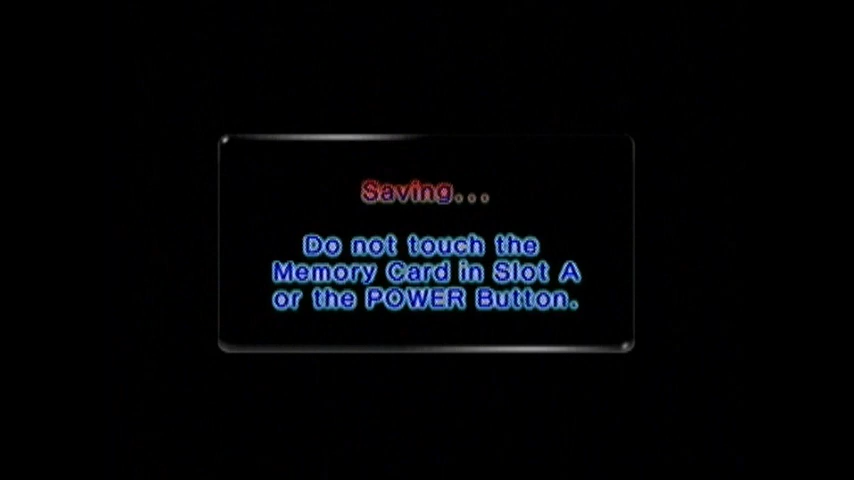 Saving...
Do not touch the
Memory Card in Slot A
or the POWER Button.